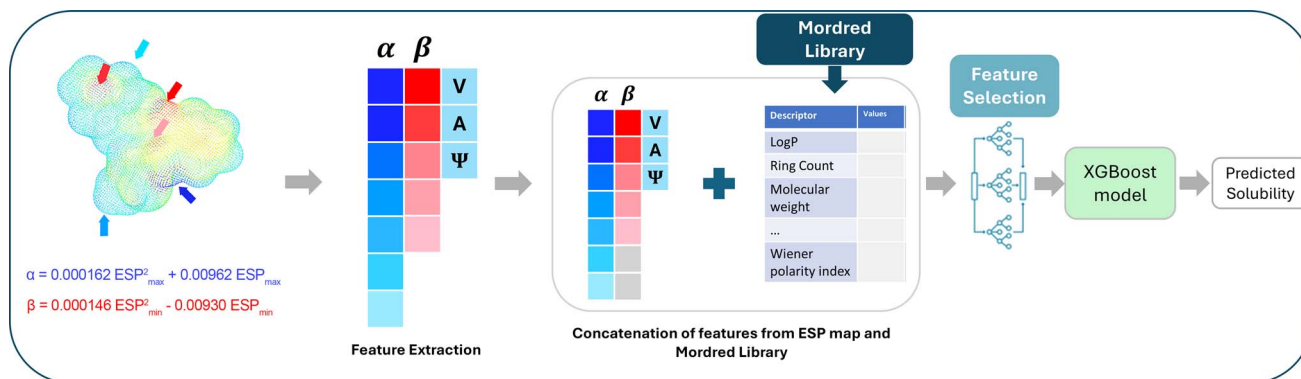 α = 0.000162 ESP²max + 0.00962 ESPmax
β = 0.000146 ESP²min - 0.00930 ESPmin
α β
V
A
Ψ
Feature Extraction
α β
V
A
Ψ
Mordred
Library
Descriptor Values
LogP
Ring Count
Molecular
weight
...
Wiener
polarity index
Concatenation of features from ESP map and
Mordred Library
Feature
Selection
XGBoost
model
Predicted
Solubility